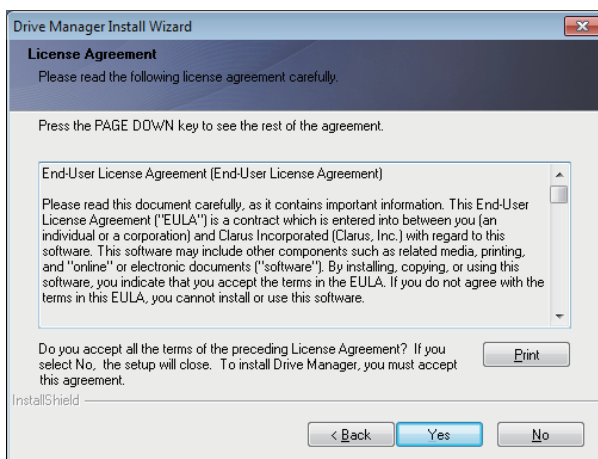 Drive Manager Install Wizard
License Agreement
Please read the following license agreement carefully.
Press the PAGE DOWN key to see the rest of the agreement.
End-User License Agreement (End-User License Agreement)
Please read this document carefully, as it contains important information. This End-User
License Agreement ("EULA") is a contract which is entered into between you (an
individual or a corporation) and Clarus Incorporated (Clarus, Inc.) with regard to this
software. This software may include other components such as related media, printing,
and "online" or electronic documents ("software"). By installing, copying, or using this
software, you indicate that you accept the terms in the EULA. If you do not agree with the
terms in this EULA, you cannot install or use this software.
Do you accept all the terms of the preceding License Agreement? If you
select No, the setup will close. To install Drive Manager, you must accept
this agreement.
Print
InstallShield
< Back
Yes
No